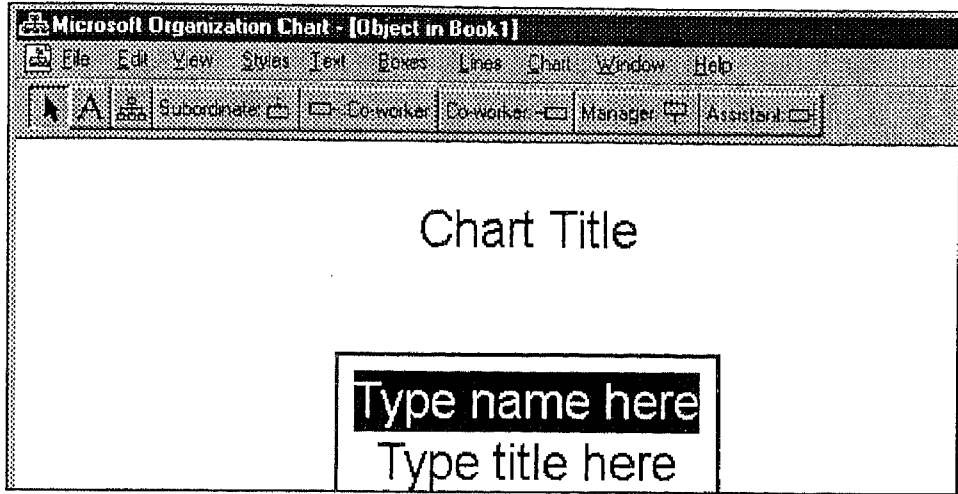 Microsoft Organization Chart - [Object in Book1]
File Edit View Styles Text Boxes Lines Chart Window Help
A Subordinate: :Co-worker Co-worker: Manager: Assistant:
Chart Title
Type name here
Type title here